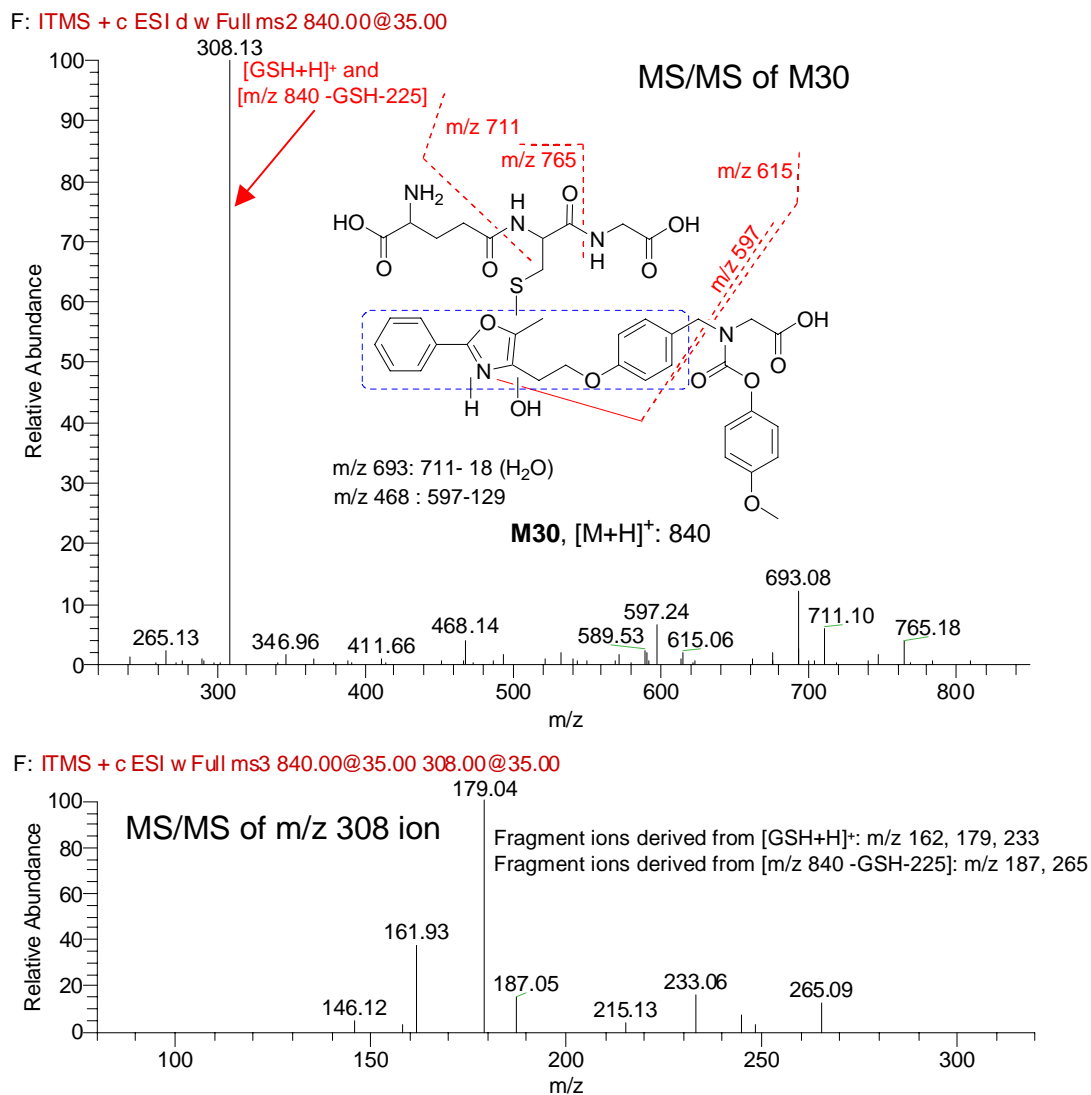 F: ITMS + c ESI d w Full ms2 840.00@35.00
308.13
[GSH+H]⁺ and
[m/z 840 -GSH-225]
MS/MS of M30
m/z 711
m/z 765
m/z 615
m/z 597
NH₂
HO
O
O
H
N
O
N
H
O
OH
S
O
N
H
OH
O
N
O
O
O
OH
O
m/z 693: 711- 18 (H₂O)
m/z 468 : 597-129
M30, [M+H]⁺: 840
265.13
346.96
411.66
468.14
589.53
597.24
615.06
693.08
711.10
765.18
Relative Abundance
100
90
80
70
60
50
40
30
20
10
0
300
400
500
600
700
800
m/z
F: ITMS + c ESI w Full ms3 840.00@35.00 308.00@35.00
179.04
MS/MS of m/z 308 ion
Fragment ions derived from [GSH+H]⁺: m/z 162, 179, 233
Fragment ions derived from [m/z 840 -GSH-225]: m/z 187, 265
161.93
146.12
187.05
215.13
233.06
265.09
Relative Abundance
100
80
60
40
20
0
100
150
200
250
300
m/z